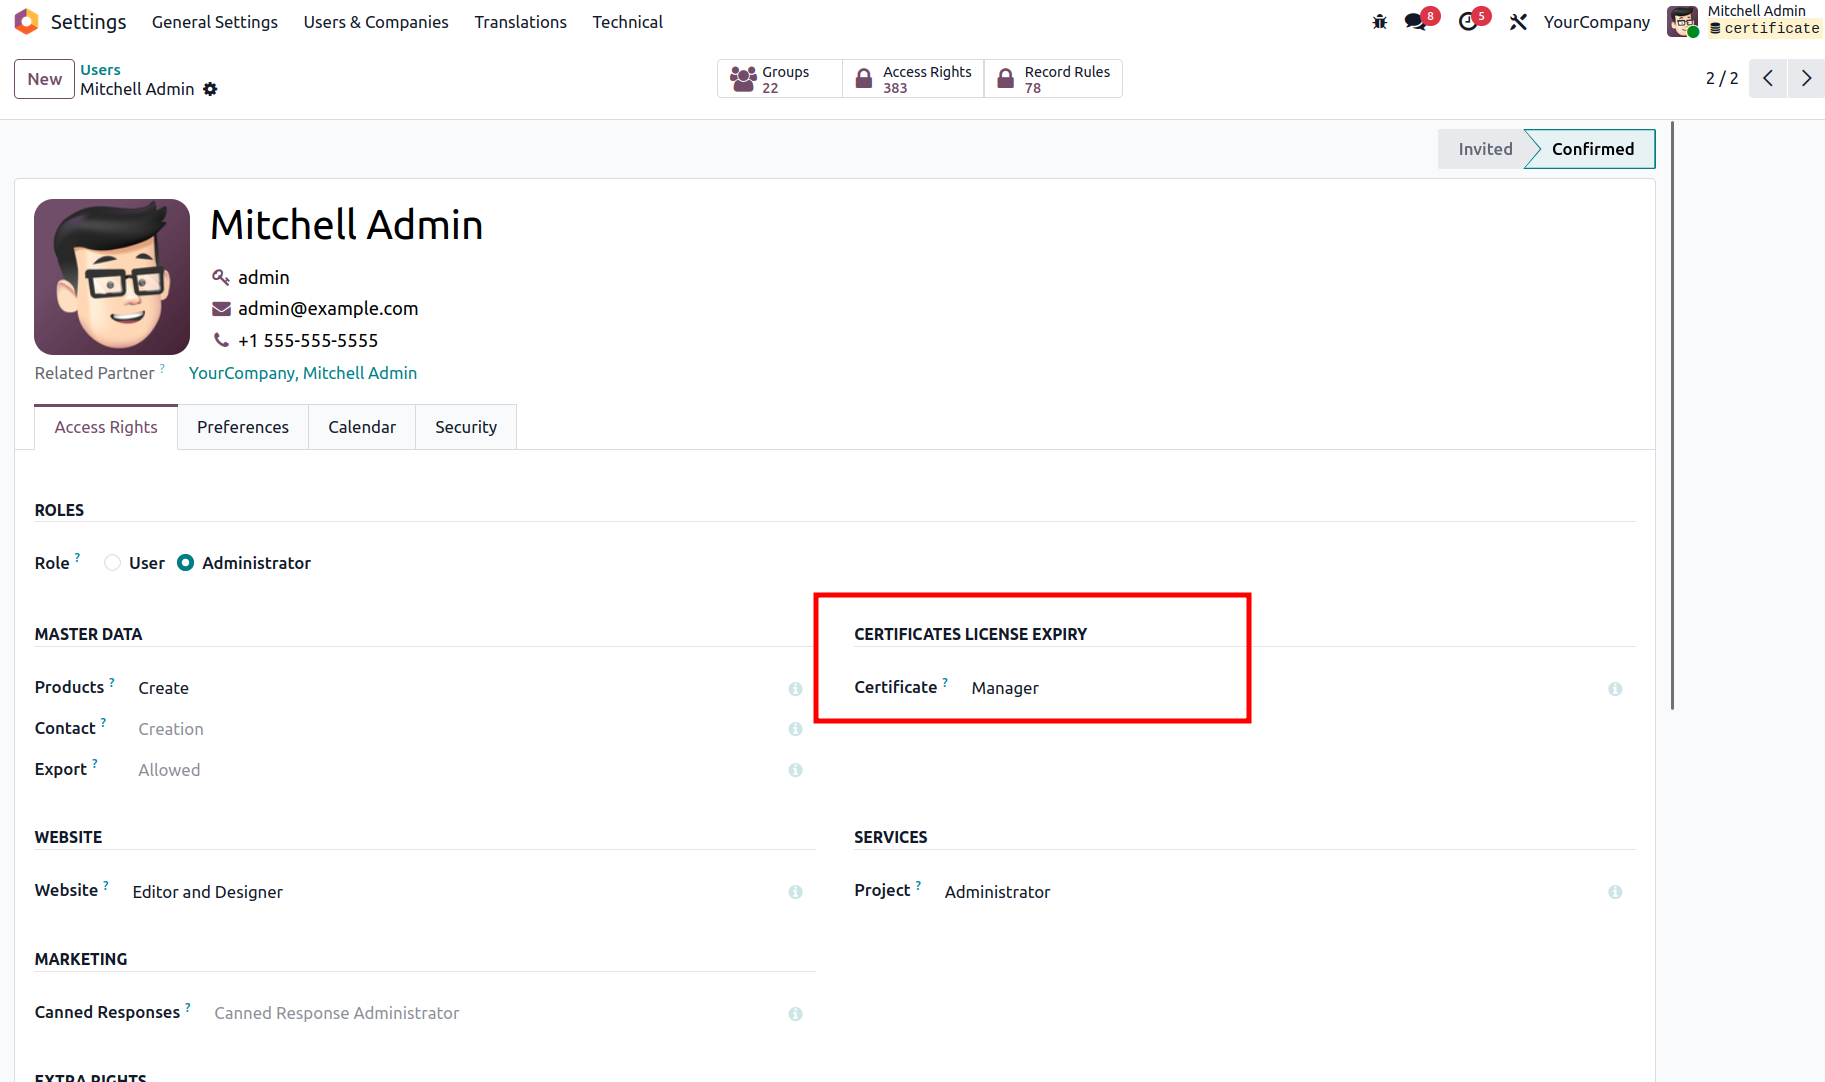 Settings General Settings Users & Companies Translations Technical 8 5 YourCompany Mitchell Admin
certificate
New Users
Mitchell Admin
Groups 22 Access Rights 383 Record Rules 78
2 / 2
Invited Confirmed
Mitchell Admin
admin
admin@example.com
+1 555-555-5555
Related Partner ? YourCompany, Mitchell Admin
Access Rights Preferences Calendar Security
ROLES
Role ? User Administrator
MASTER DATA CERTIFICATES LICENSE EXPIRY
Products ? Create Certificate ? Manager
Contact ? Creation
Export ? Allowed
WEBSITE SERVICES
Website ? Editor and Designer Project ? Administrator
MARKETING
Canned Responses ? Canned Response Administrator
EXTRA RIGHTS